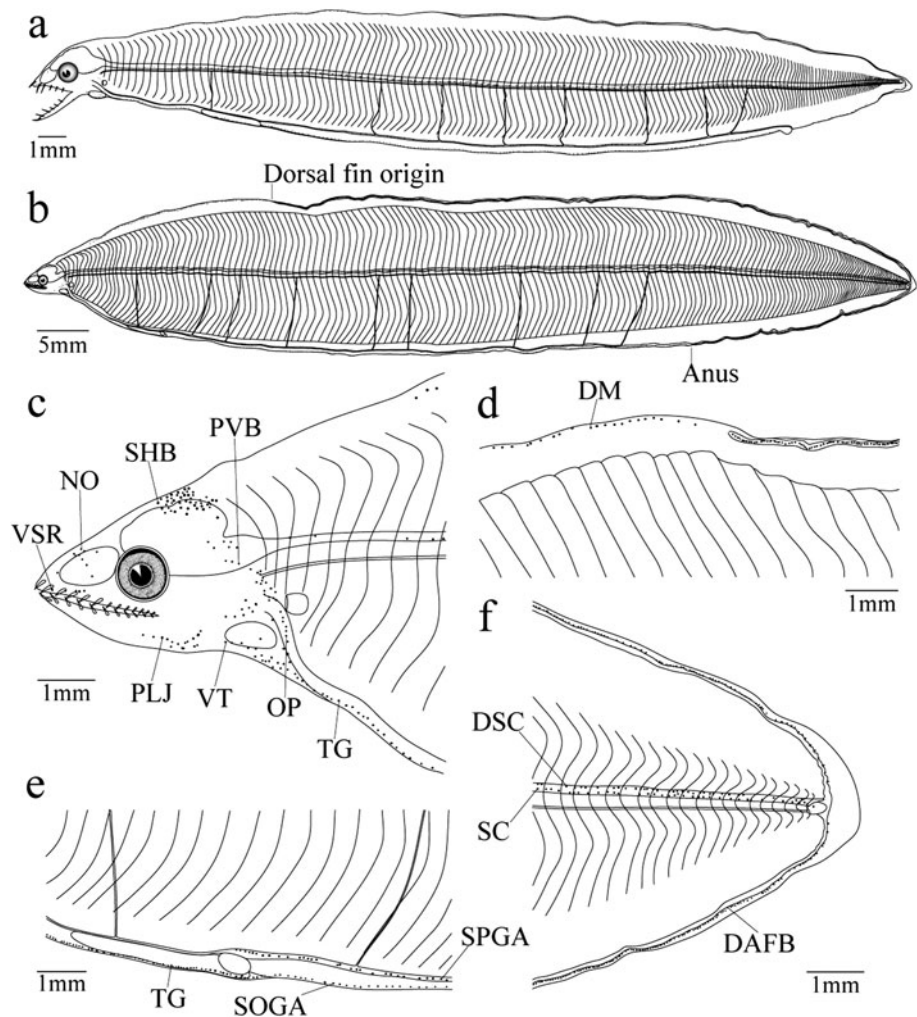 a
1mm
Dorsal fin origin
b
5mm
Anus
c
PVB
SHB
NO
VSR
1mm
PLJ
VT
OP
TG
d
DM
1mm
e
SPGA
1mm
TG
SOGA
f
DSC
SC
DAFB
1mm